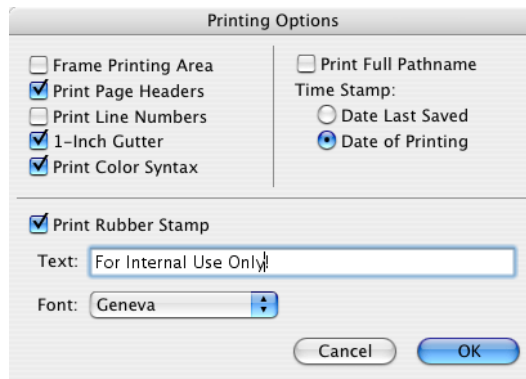 Printing Options
Frame Printing Area
Print Page Headers
Print Line Numbers
1-Inch Gutter
Print Color Syntax
Print Full Pathname
Time Stamp:
Date Last Saved
Date of Printing
Print Rubber Stamp
Text: For Internal Use Only!
Font: Geneva
Cancel OK